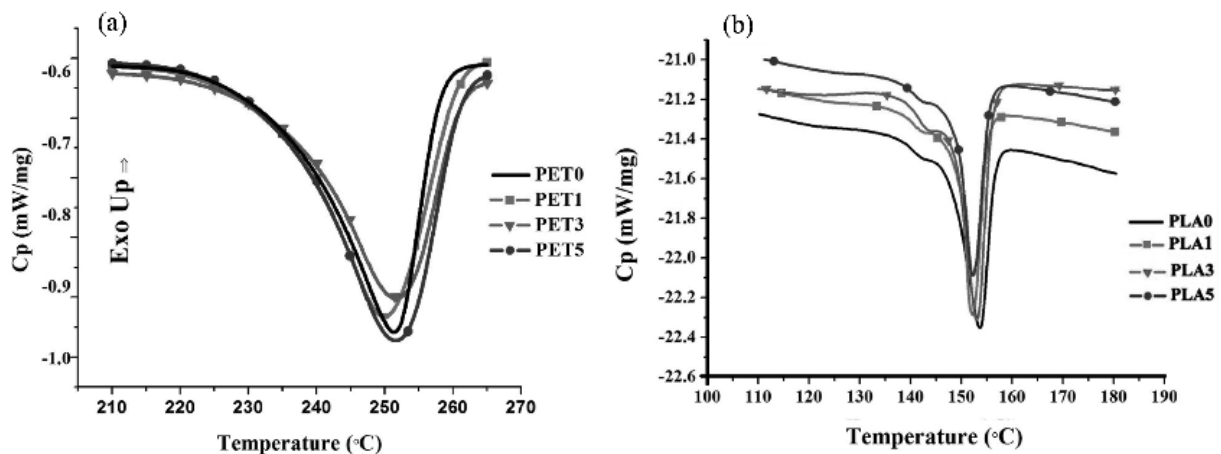 (a)
-0.6
-0.7
-0.8
-0.9
-1.0
Cp (mW/mg)
Exo Up ⇒
PET0
PET1
PET3
PET5
210 220 230 240 250 260 270
Temperature (°C)
(b)
-21.0
-21.2
-21.4
-21.6
-21.8
-22.0
-22.2
-22.4
-22.6
Cp (mW/mg)
PLA0
PLA1
PLA3
PLA5
100 110 120 130 140 150 160 170 180 190
Temperature (°C)